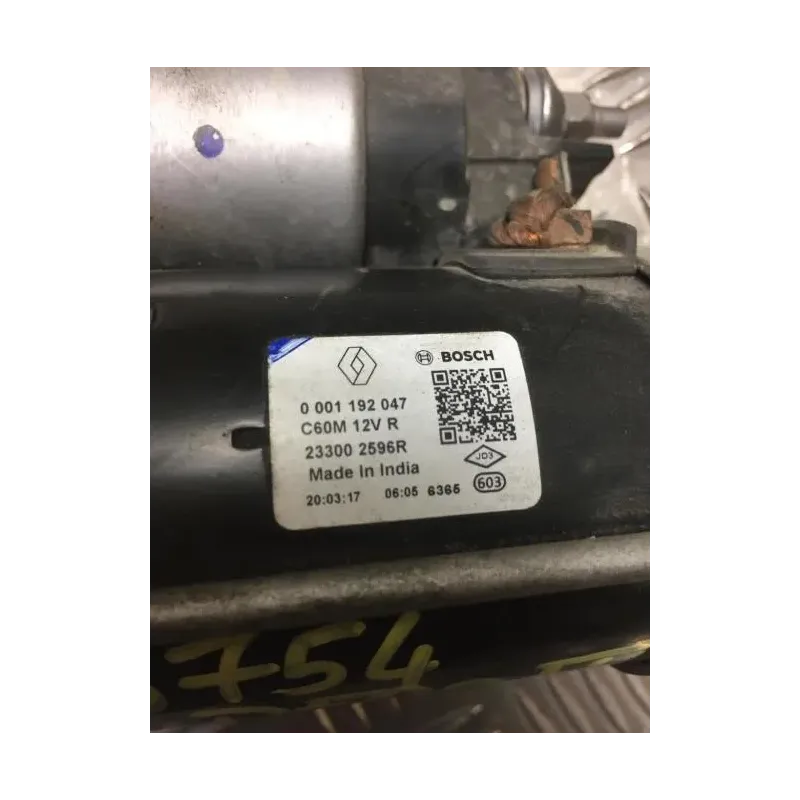 BOSCH
0 001 192 047
C60M 12V R
23300 2596R
Made In India
JD3
20:03:17 06:05 6365
603
754